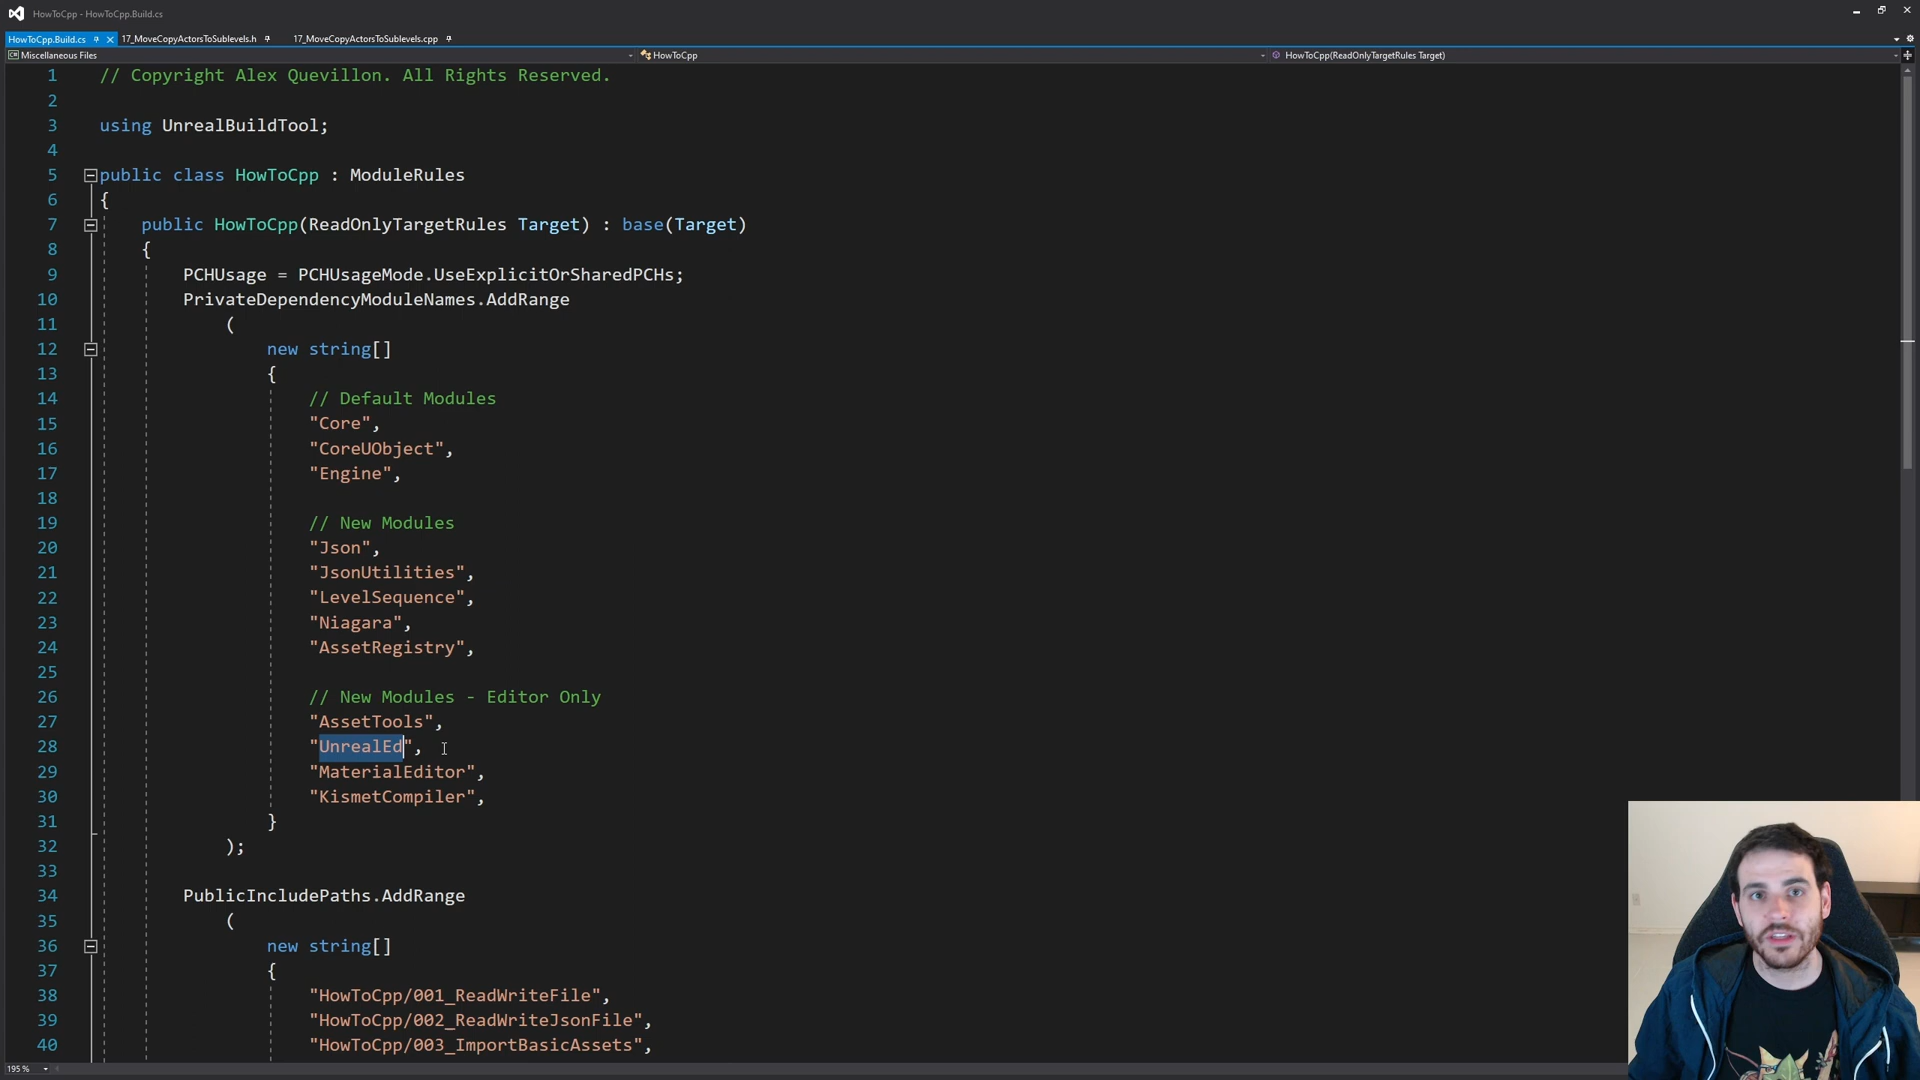 HowToCpp - HowToCpp.Build.cs
HowToCpp.Build.cs 17_MoveCopyActorsToSublevels.h 17_MoveCopyActorsToSublevels.cpp
Miscellaneous Files HowToCpp HowToCpp(ReadOnlyTargetRules Target)
1 // Copyright Alex Quevillon. All Rights Reserved.
2
3 using UnrealBuildTool;
4
5 public class HowToCpp : ModuleRules
6 {
7 public HowToCpp(ReadOnlyTargetRules Target) : base(Target)
8 {
9 PCHUsage = PCHUsageMode.UseExplicitOrSharedPCHs;
10 PrivateDependencyModuleNames.AddRange
11 (
12 new string[]
13 {
14 // Default Modules
15 "Core",
16 "CoreUObject",
17 "Engine",
18
19 // New Modules
20 "Json",
21 "JsonUtilities",
22 "LevelSequence",
23 "Niagara",
24 "AssetRegistry",
25
26 // New Modules - Editor Only
27 "AssetTools",
28 "UnrealEd",
29 "MaterialEditor",
30 "KismetCompiler",
31 }
32 );
33
34 PublicIncludePaths.AddRange
35 (
36 new string[]
37 {
38 "HowToCpp/001_ReadWriteFile",
39 "HowToCpp/002_ReadWriteJsonFile",
40 "HowToCpp/003_ImportBasicAssets",
195 %